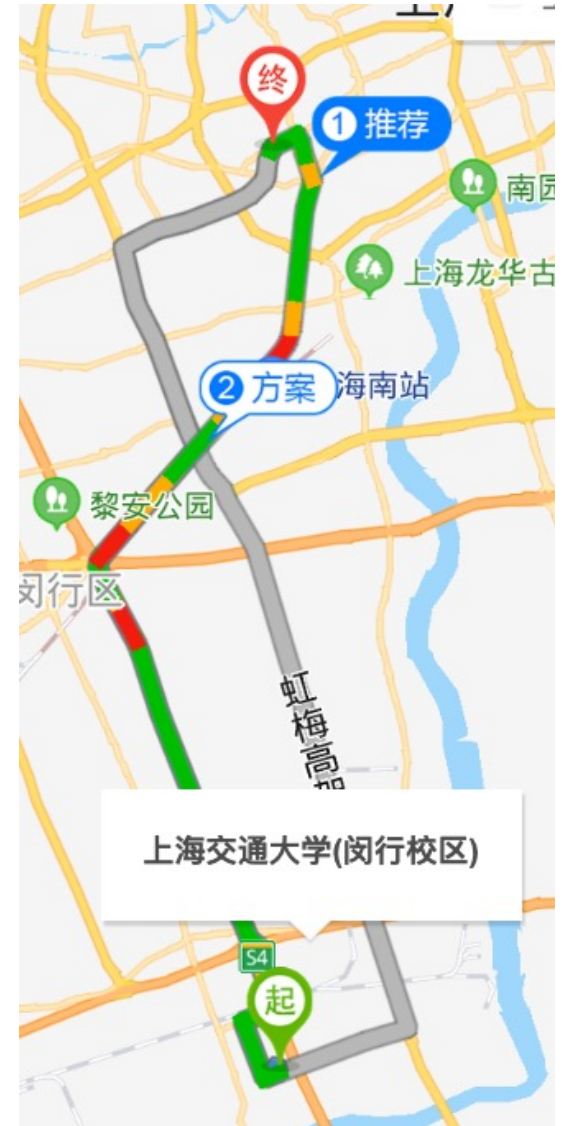 终
1 推荐
南园
上海龙华古
2 方案
海南站
黎安公园
闵行区
虹梅高架
上海交通大学(闵行校区)
S4
起